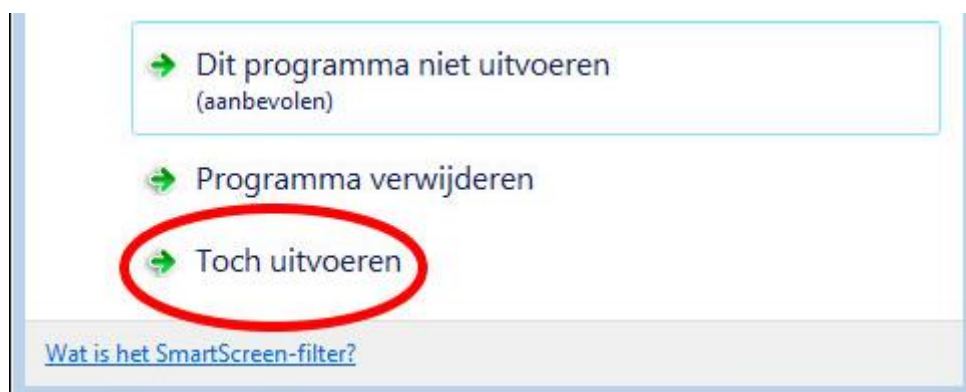 Dit programma niet uitvoeren
(aanbevolen)
Programma verwijderen
Toch uitvoeren
Wat is het SmartScreen-filter?